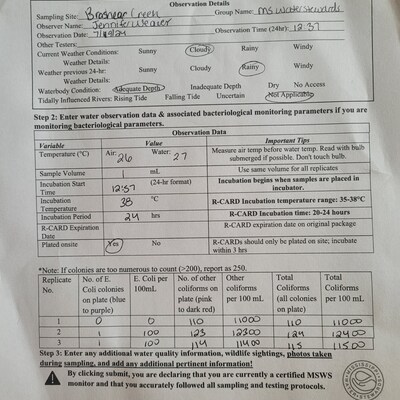 Observation Details
Sampling Site: Brashear Creek Group Name: MS Water Stewards
Observer Name: Jennifer Weaver
Observation Date: Observation Time (24hr): 12:37
Other Testers:
Current Weather Conditions: Sunny Cloudy Rainy Windy
Weather Details:
Weather previous 24-hr: Sunny Cloudy Rainy Windy
Weather Details:
Waterbody Condition: Adequate Depth Inadequate Depth Dry No Access
Tidally Influenced Rivers: Rising Tide Falling Tide Uncertain Not Applicable
Step 2: Enter water observation data & associated bacteriological monitoring parameters if you are
monitoring bacteriological parameters.
Observation Data
Variable Value Important Tips
Temperature (°C) Air: 26 Water: 27 Measure air temp before water temp. Read with bulb
submerged if possible. Don't touch bulb.
Sample Volume 1 mL Use same volume for all replicates
Incubation Start Time 12:57 (24-hr format) Incubation begins when samples are placed in
incubator.
Incubation Temperature 38 °C R-CARD Incubation temperature range: 35-38°C
Incubation Period 24 hrs R-CARD Incubation time: 20-24 hours
R-CARD Expiration Date R-CARD expiration date on original package
Plated onsite Yes No R-CARDs should only be plated on site; incubate
within 3 hrs
*Note: If colonies are too numerous to count (>200), report as 250.
Replicate No. No. of E. Coli colonies on plate (blue to purple) E. Coli per 100mL No. of other coliforms on plate (pink to dark red) Other coliforms per 100 mL Total Coliforms (all colonies on plate) Total Coliforms per 100 mL
1 0 0 110 11000 110 11000
2 1 100 123 12300 124 12400
3 1 100 114 11400 115 11500
Step 3: Enter any additional water quality information, wildlife sightings, photos taken
during sampling, and add any additional pertinent information!
By clicking submit, you are declaring that you are currently a certified MSWS
monitor and that you accurately followed all sampling and testing protocols.